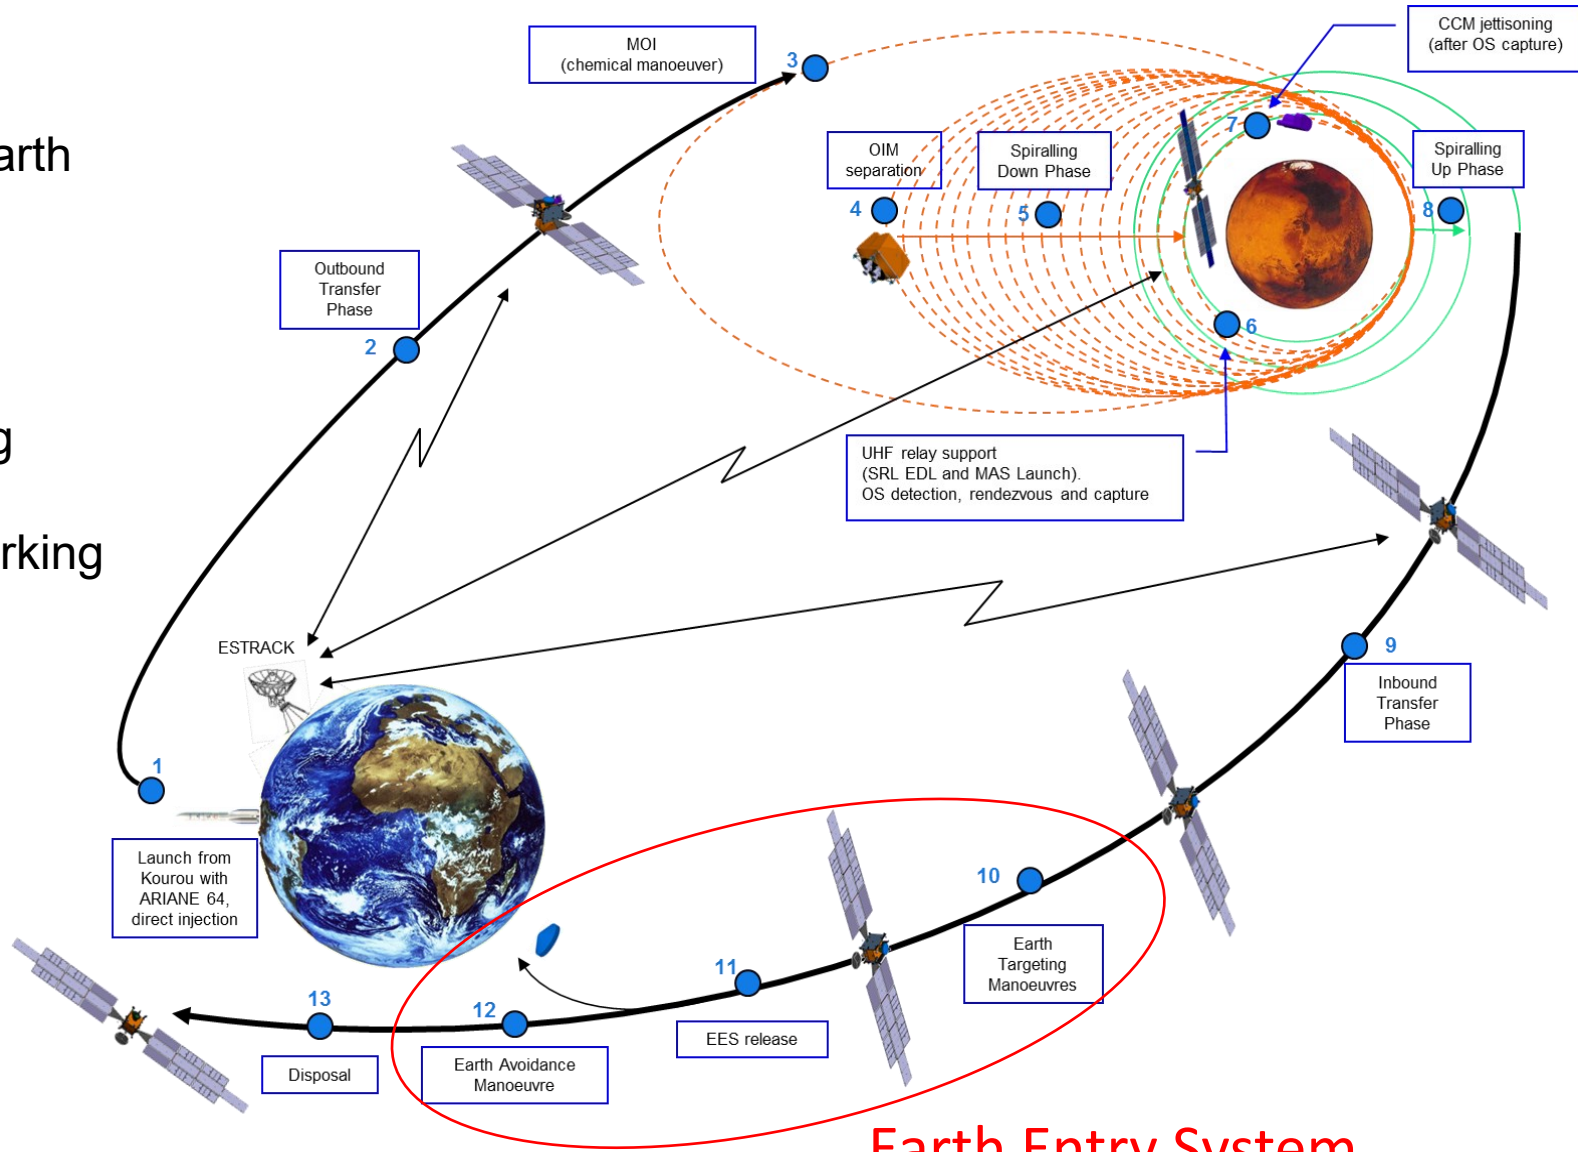 arth
g
rking
MOI
(chemical manoeuver)
3
CCM jettisoning
(after OS capture)
7
OIM
separation
4
Spiralling
Down Phase
5
Spiralling
Up Phase
8
6
Outbound
Transfer
Phase
2
UHF relay support
(SRL EDL and MAS Launch).
OS detection, rendezvous and capture
ESTRACK
9
Inbound
Transfer
Phase
1
Launch from
Kourou with
ARIANE 64,
direct injection
10
Earth
Targeting
Manoeuvres
11
EES release
12
Earth Avoidance
Manoeuvre
13
Disposal
Earth Entry System